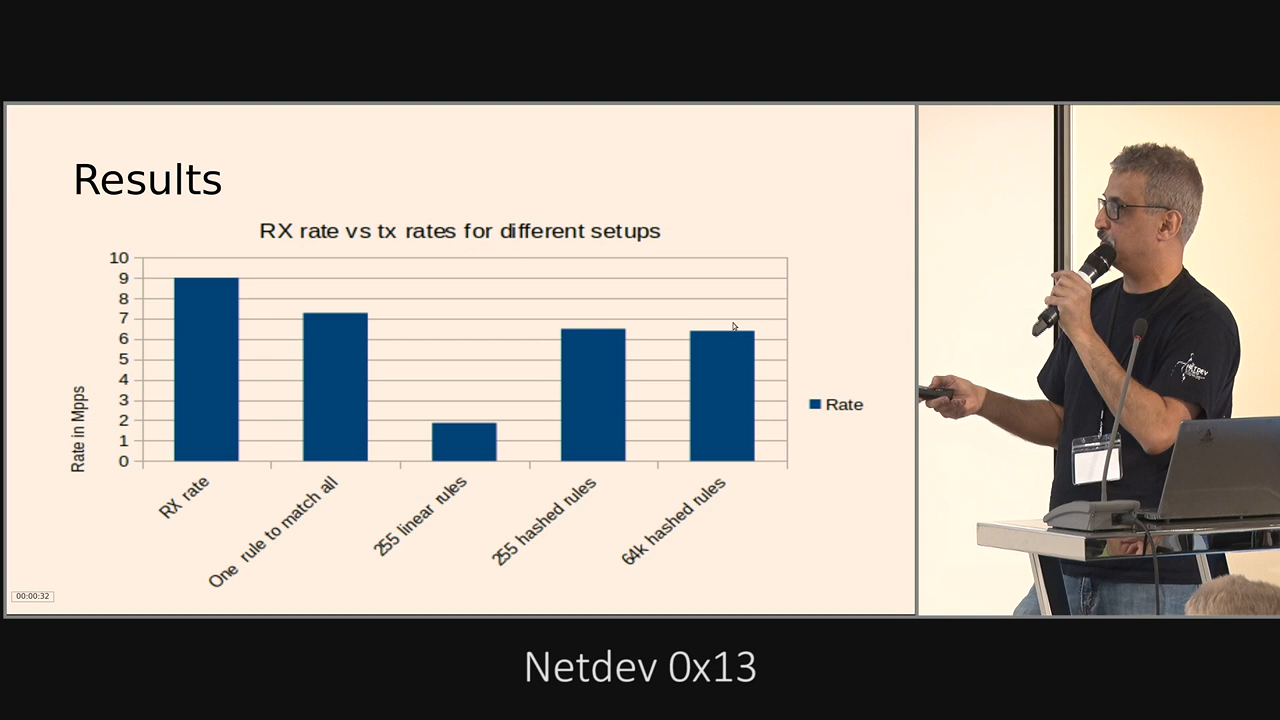 Results
RX rate vs tx rates for different setups
10
9
8
7
6
5
4
3
2
1
0
Rate in Mpps
RX rate
One rule to match all
255 linear rules
255 hashed rules
64k hashed rules
Rate
00:00:32
NETDEV
Netdev 0x13